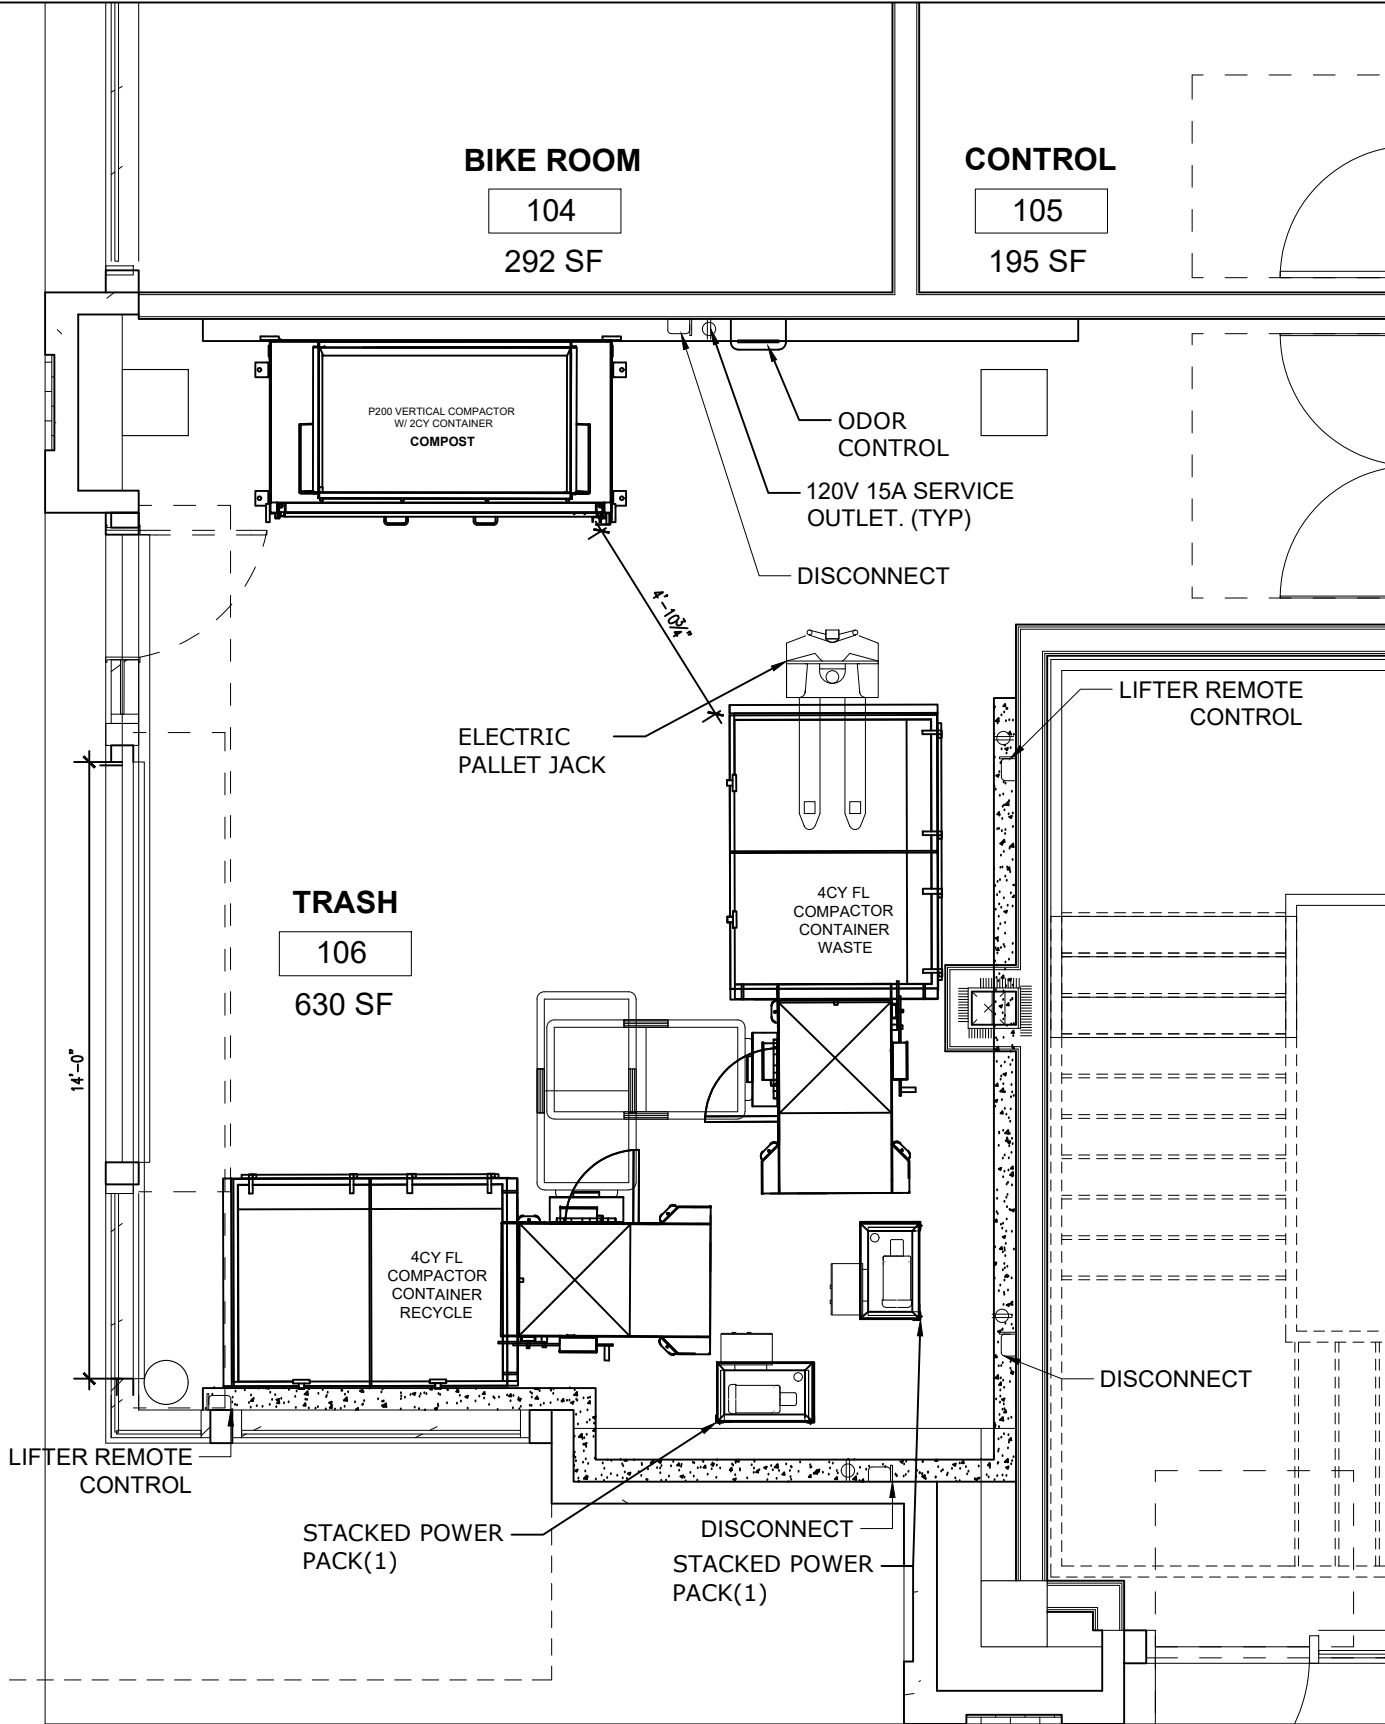 BIKE ROOM
104
292 SF
CONTROL
105
195 SF
P200 VERTICAL COMPACTOR
W/ 2CY CONTAINER
COMPOST
ODOR
CONTROL
120V 15A SERVICE
OUTLET. (TYP)
DISCONNECT
4'-10¾"
ELECTRIC
PALLET JACK
LIFTER REMOTE
CONTROL
TRASH
106
630 SF
4CY FL
COMPACTOR
CONTAINER
WASTE
14'-0"
4CY FL
COMPACTOR
CONTAINER
RECYCLE
DISCONNECT
LIFTER REMOTE
CONTROL
STACKED POWER
PACK(1)
DISCONNECT
STACKED POWER
PACK(1)